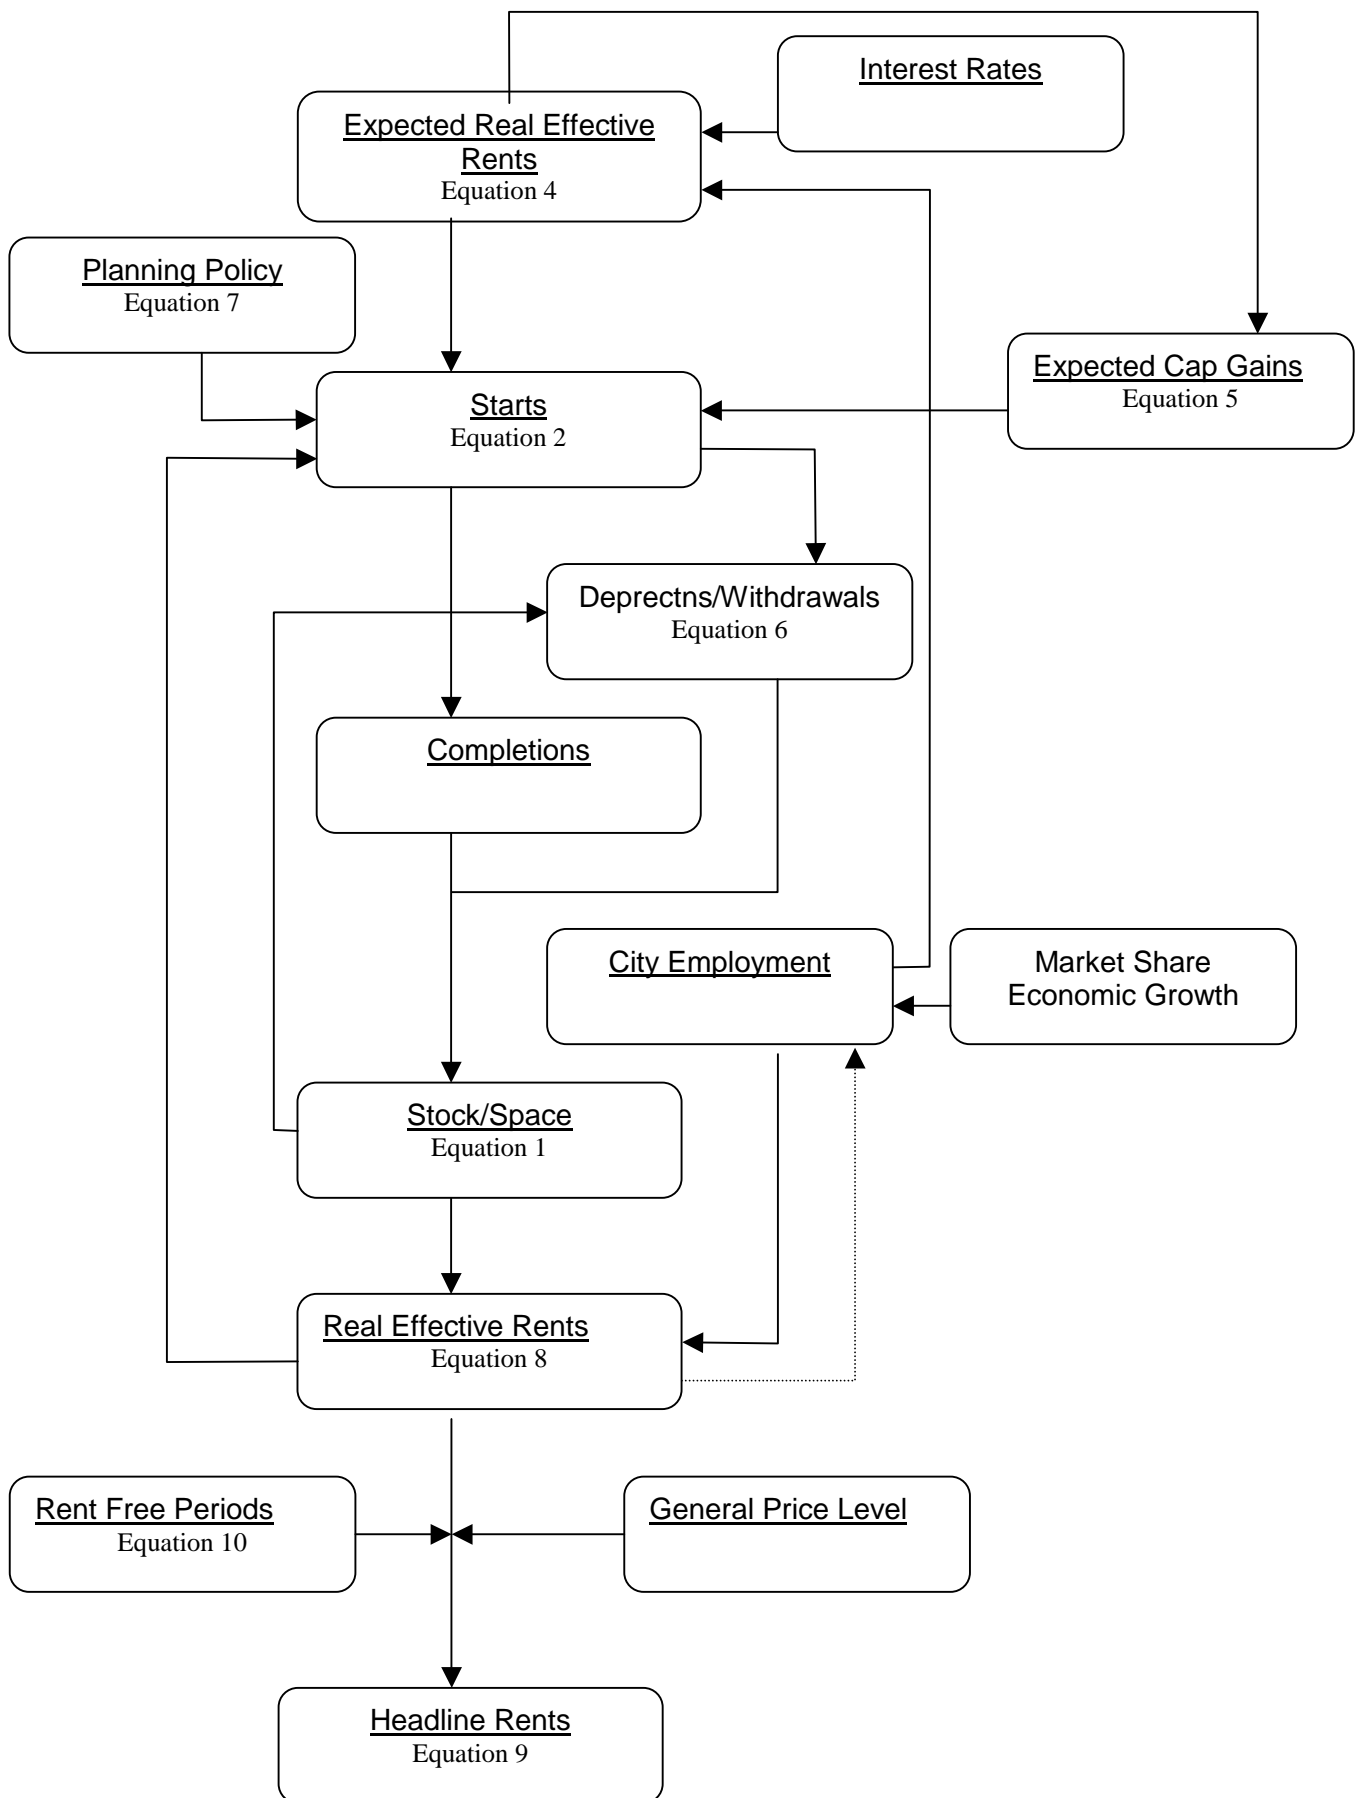 Interest Rates
Expected Real Effective
Rents
Equation 4
Planning Policy
Equation 7
Expected Cap Gains
Equation 5
Starts
Equation 2
Deprectns/Withdrawals
Equation 6
Completions
City Employment
Market Share
Economic Growth
Stock/Space
Equation 1
Real Effective Rents
Equation 8
Rent Free Periods
Equation 10
General Price Level
Headline Rents
Equation 9